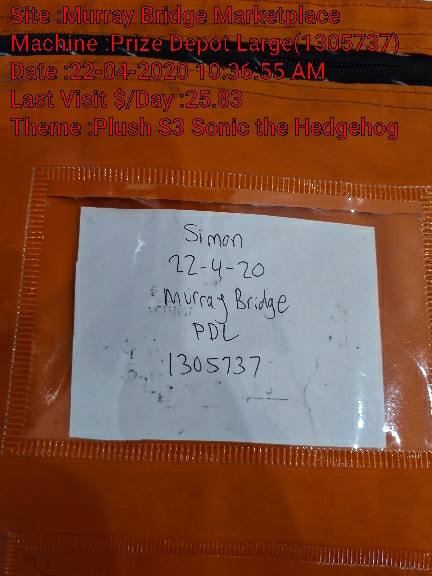 Site :Murray Bridge Marketplace
Machine :Prize Depot Large(1305737)
Date :22-04-2020 10:36:55 AM
Last Visit $/Day :25.83
Theme :Plush S3 Sonic the Hedgehog
Simon
22-4-20
Murray Bridge
PDL
1305737